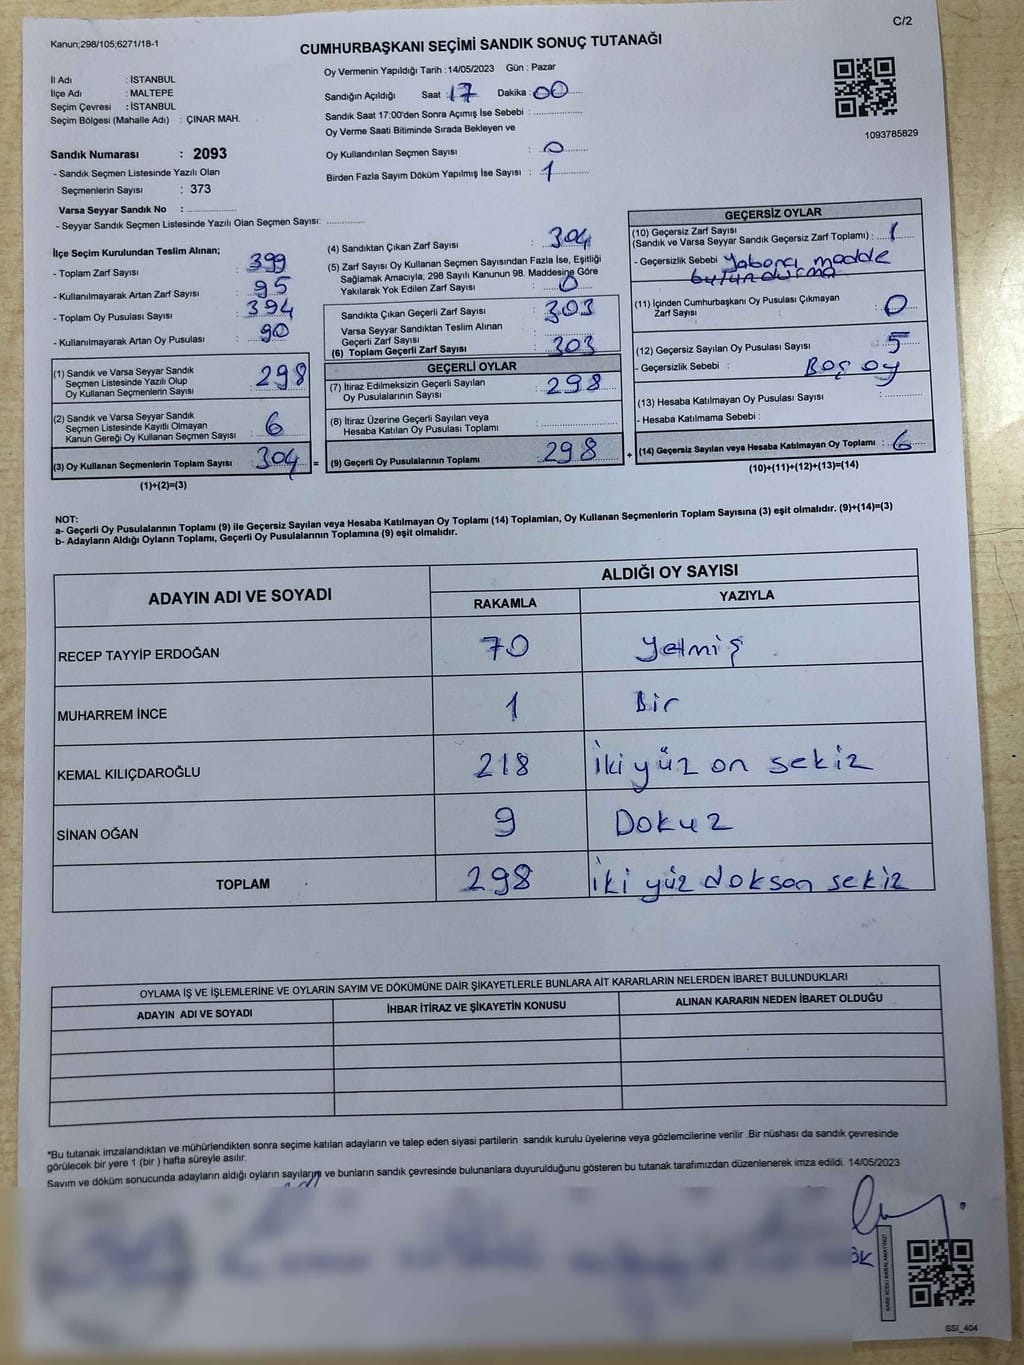 C/2
Kanun;298/105;6271/18-1
CUMHURBAŞKANI SEÇİMİ SANDIK SONUÇ TUTANAĞI
İl Adı : İSTANBUL
İlçe Adı : MALTEPE
Seçim Çevresi : İSTANBUL
Seçim Bölgesi (Mahalle Adı) : ÇINAR MAH.
Sandık Numarası : 2093
- Sandık Seçmen Listesinde Yazılı Olan
Seçmenlerin Sayısı : 373
Varsa Seyyar Sandık No :
- Seyyar Sandık Seçmen Listesinde Yazılı Olan Seçmen Sayısı:
Oy Vermenin Yapıldığı Tarih : 14/05/2023 Gün : Pazar
Sandığın Açıldığı Saat : 17 Dakika : 00
Sandık Saat 17:00'den Sonra Açımış İse Sebebi :
Oy Verme Saati Bitiminde Sırada Bekleyen ve
Oy Kullandırılan Seçmen Sayısı : 0
Birden Fazla Sayım Döküm Yapılmış İse Sayısı : 1
1093785829
İlçe Seçim Kurulundan Teslim Alınan;
- Toplam Zarf Sayısı : 399
- Kullanılmayarak Artan Zarf Sayısı : 95
- Toplam Oy Pusulası Sayısı : 394
- Kullanılmayarak Artan Oy Pusulası : 90
(1) Sandık ve Varsa Seyyar Sandık
Seçmen Listesinde Yazılı Olup
Oy Kullanan Seçmenlerin Sayısı : 298
(2) Sandık ve Varsa Seyyar Sandık
Seçmen Listesinde Kayıtlı Olmayan
Kanun Gereği Oy Kullanan Seçmen Sayısı : 6
(3) Oy Kullanan Seçmenlerin Toplam Sayısı : 304
(1)+(2)=(3)
(4) Sandıktan Çıkan Zarf Sayısı : 304
(5) Zarf Sayısı Oy Kullanan Seçmen Sayısından Fazla İse, Eşitliği
Sağlamak Amacıyla; 298 Sayılı Kanunun 98. Maddesine Göre
Yakılarak Yok Edilen Zarf Sayısı : 0
Sandıkta Çıkan Geçerli Zarf Sayısı : 303
Varsa Seyyar Sandıktan Teslim Alınan
Geçerli Zarf Sayısı :
(6) Toplam Geçerli Zarf Sayısı : 303
GEÇERLİ OYLAR
(7) İtiraz Edilmeksizin Geçerli Sayılan
Oy Pusulalarının Sayısı : 298
(8) İtiraz Üzerine Geçerli Sayılan veya
Hesaba Katılan Oy Pusulası Toplamı :
= (9) Geçerli Oy Pusulalarının Toplamı : 298
GEÇERSİZ OYLAR
(10) Geçersiz Zarf Sayısı
(Sandık ve Varsa Seyyar Sandık Geçersiz Zarf Toplamı) : 1
- Geçersizlik Sebebi : Yabancı madde
bulundurma
(11) İçinden Cumhurbaşkanı Oy Pusulası Çıkmayan
Zarf Sayısı : 0
(12) Geçersiz Sayılan Oy Pusulası Sayısı : 5
- Geçersizlik Sebebi : Boş oy
(13) Hesaba Katılmayan Oy Pusulası Sayısı :
- Hesaba Katılmama Sebebi :
+ (14) Geçersiz Sayılan veya Hesaba Katılmayan Oy Toplamı : 6
(10)+(11)+(12)+(13)=(14)
NOT:
a- Geçerli Oy Pusulalarının Toplamı (9) ile Geçersiz Sayılan veya Hesaba Katılmayan Oy Toplamı (14) Toplamları, Oy Kullanan Seçmenlerin Toplam Sayısına (3) eşit olmalıdır. (9)+(14)=(3)
b- Adayların Aldığı Oyların Toplamı, Geçerli Oy Pusulalarının Toplamına (9) eşit olmalıdır.
ADAYIN ADI VE SOYADI
ALDIĞI OY SAYISI
RAKAMLA YAZIYLA
RECEP TAYYİP ERDOĞAN 70 Yetmiş
MUHARREM İNCE 1 Bir
KEMAL KILIÇDAROĞLU 218 İki yüz on sekiz
SİNAN OĞAN 9 Dokuz
TOPLAM 298 İki yüz doksan sekiz
OYLAMA İŞ VE İŞLEMLERİNE VE OYLARIN SAYIM VE DÖKÜMÜNE DAİR ŞİKAYETLERLE BUNLARA AİT KARARLARIN NELERDEN İBARET BULUNDUKLARI
ADAYIN ADI VE SOYADI İHBAR İTİRAZ VE ŞİKAYETİN KONUSU ALINAN KARARIN NEDEN İBARET OLDUĞU
*Bu tutanak imzalandıktan ve mühürlendikten sonra seçime katılan adayların ve talep eden siyasi partilerin sandık kurulu üyelerine veya gözlemcilerine verilir .Bir nüshası da sandık çevresinde
görülecek bir yere 1 (bir ) hafta süreyle asılır.
Sayım ve döküm sonucunda adayların aldığı oyların sayılarını ve bunların sandık çevresinde bulunanlara duyurulduğunu gösteren bu tutanak tarafımızdan düzenlenerek imza edildi. 14/05/2023
SSI_404